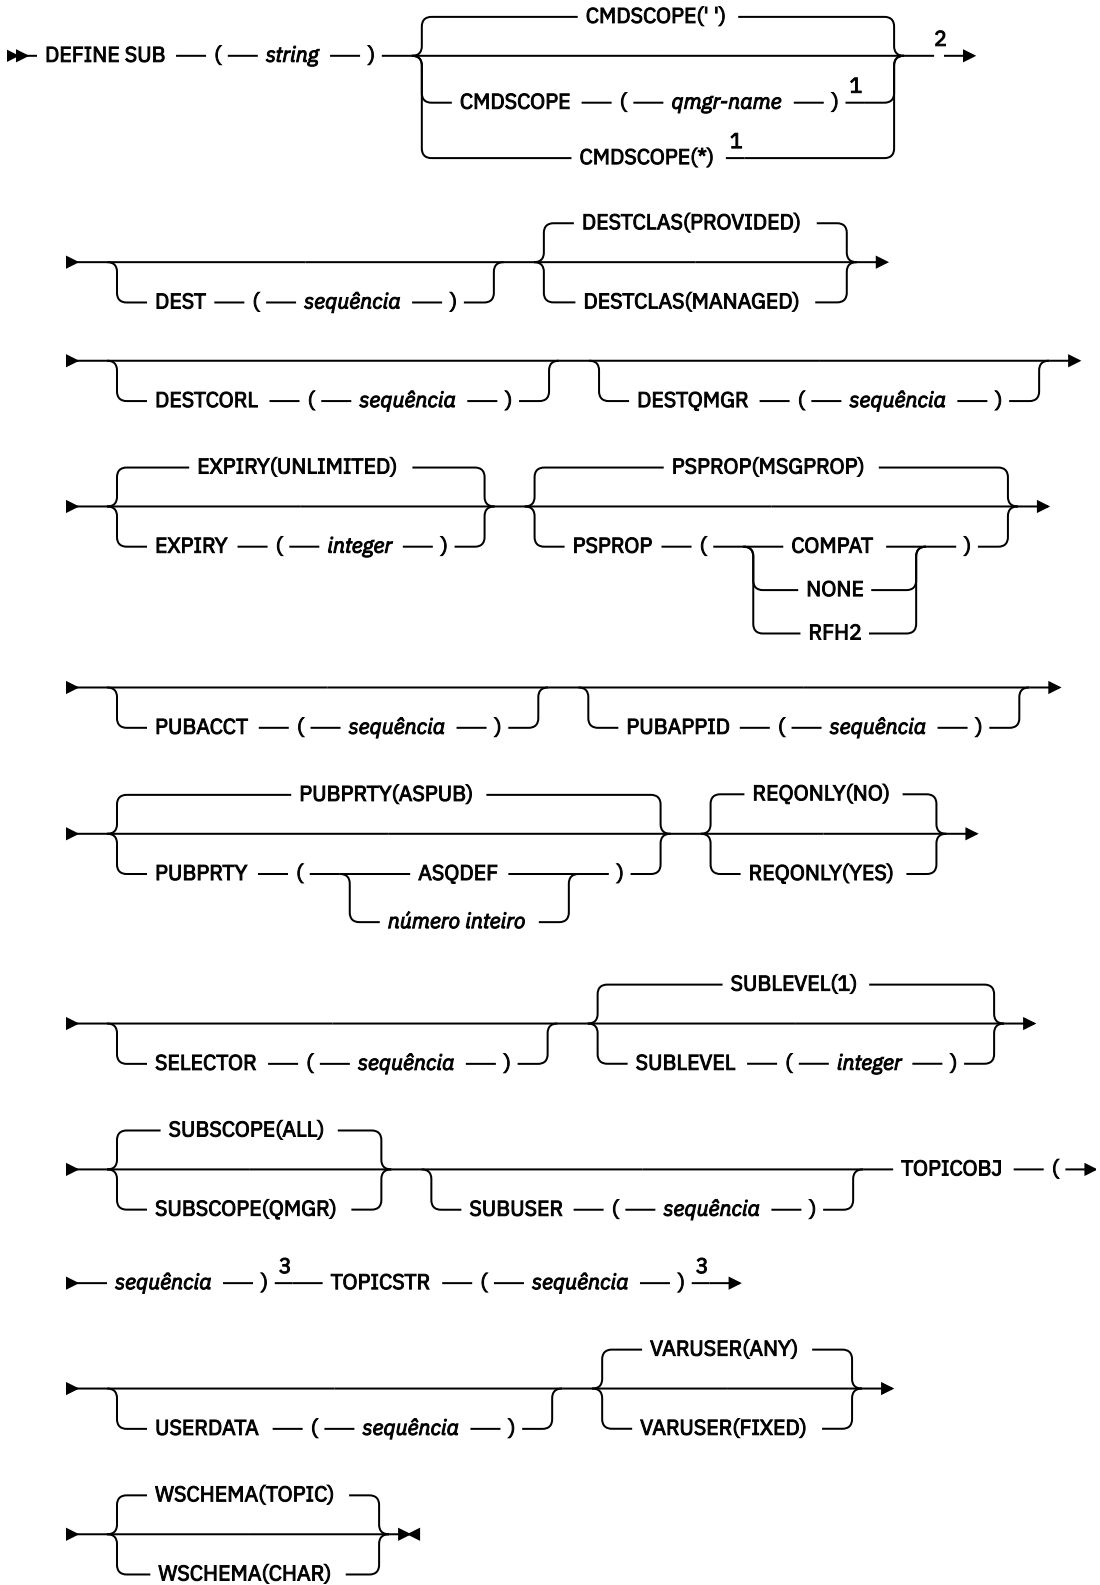 CMDSCOPE(' ')
DEFINE SUB ( string ) 2
CMDSCOPE ( qmgr-name ) 1
CMDSCOPE(*) 1
DESTCLAS(PROVIDED)
DEST ( sequência ) DESTCLAS(MANAGED)
DESTCORL ( sequência ) DESTQMGR ( sequência )
EXPIRY(UNLIMITED) PSPROP(MSGPROP)
EXPIRY ( integer ) PSPROP ( COMPAT )
NONE
RFH2
PUBACCT ( sequência ) PUBAPPID ( sequência )
PUBPRTY(ASPUB) REQONLY(NO)
PUBPRTY ( ASQDEF ) REQONLY(YES)
número inteiro
SUBLEVEL(1)
SELECTOR ( sequência ) SUBLEVEL ( integer )
SUBSCOPE(ALL)
TOPICOBJ (
SUBSCOPE(QMGR) SUBUSER ( sequência )
sequência ) 3 TOPICSTR ( sequência ) 3
VARUSER(ANY)
USERDATA ( sequência ) VARUSER(FIXED)
WSCHEMA(TOPIC)
WSCHEMA(CHAR)